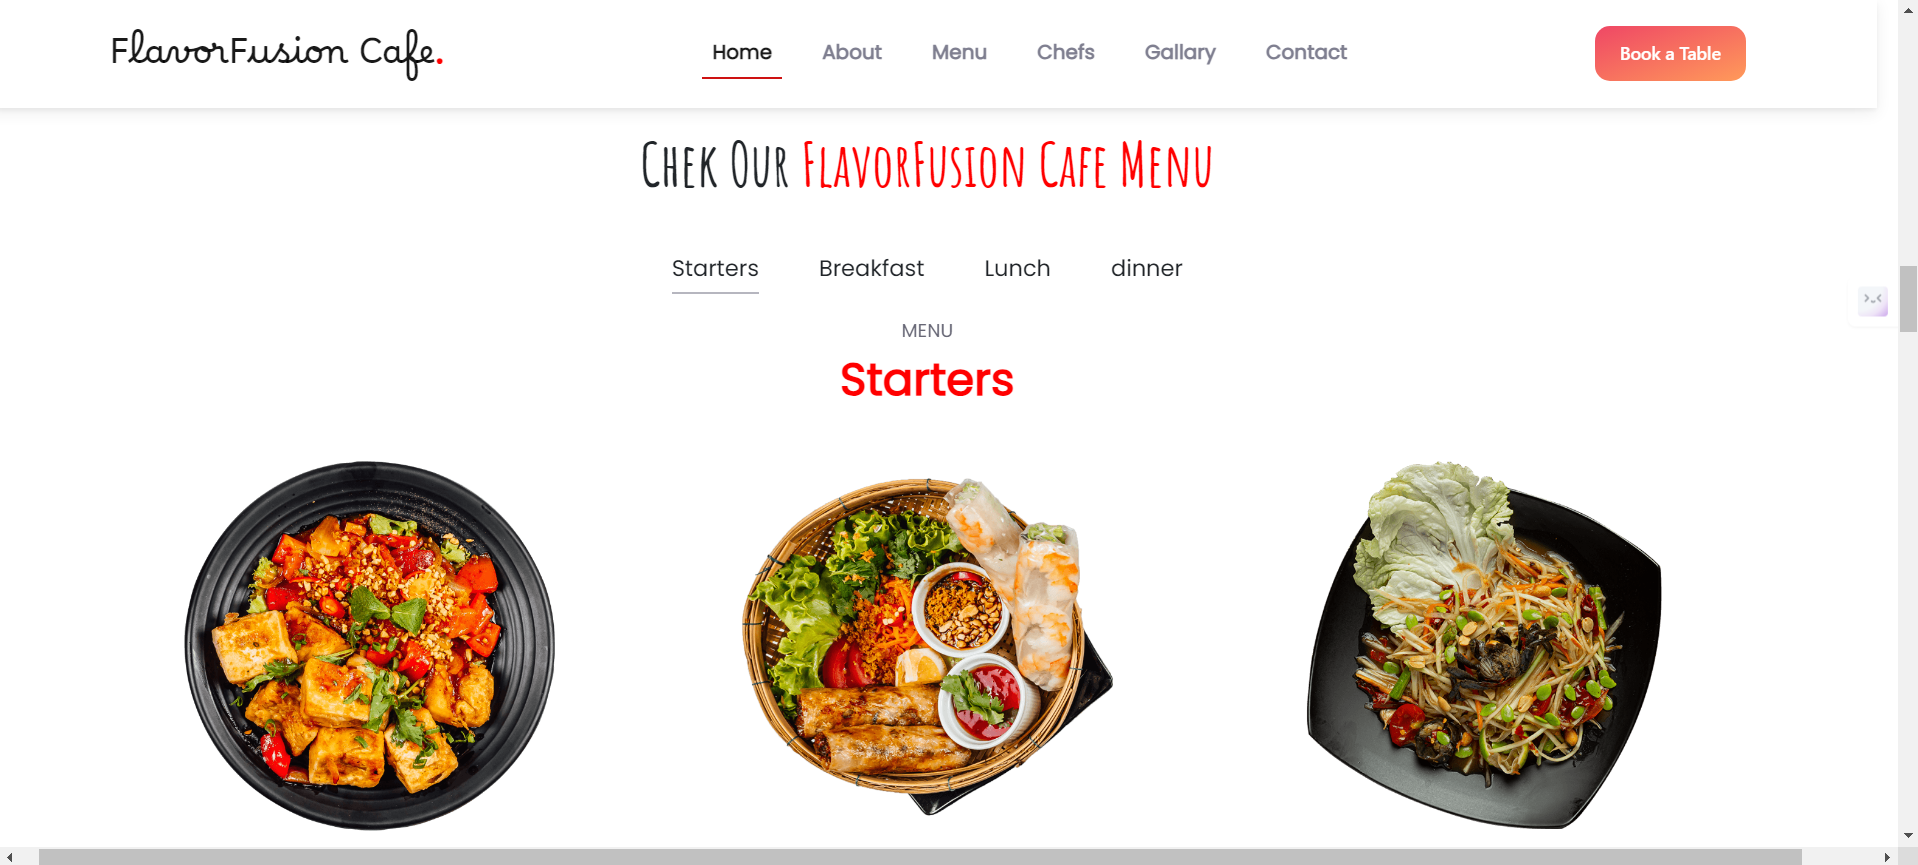 FlavorFusion Cafe.
Home About Menu Chefs Gallary Contact
Book a Table
Chek Our FlavorFusion Cafe Menu
Starters Breakfast Lunch dinner
MENU
Starters